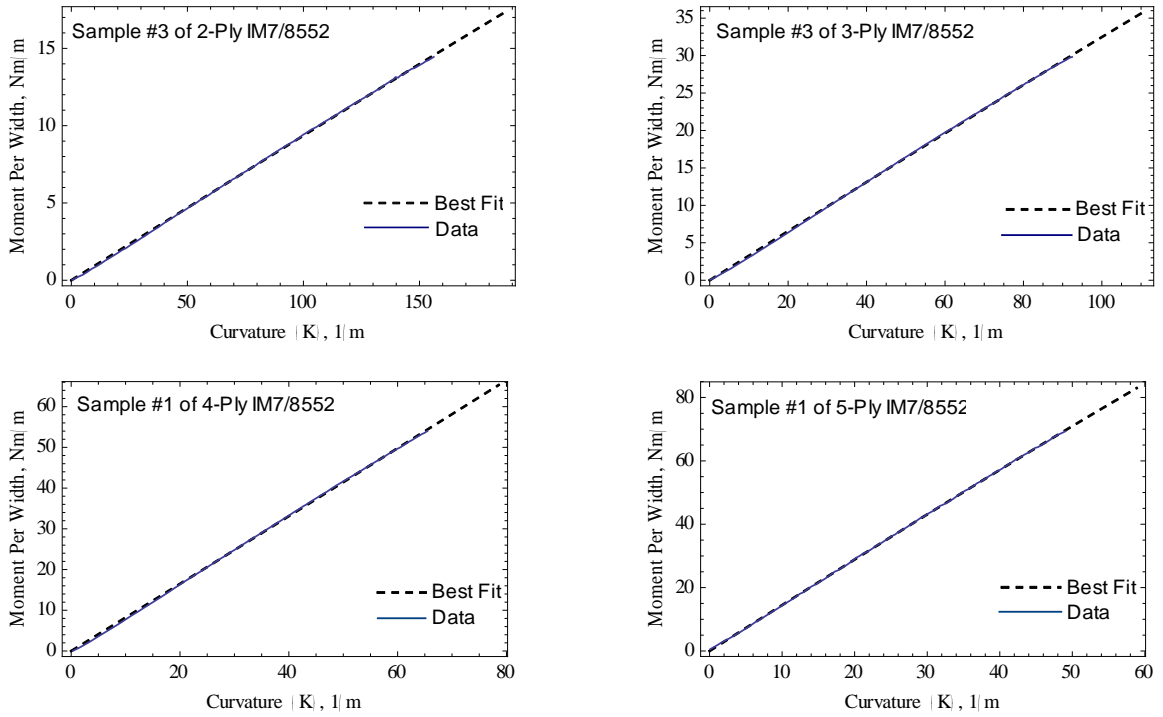 Sample #3 of 2-Ply IM7/8552
Moment Per Width, Nm/m
15
10
5
0
Best Fit
Data
0 50 100 150
Curvature (K), 1/m
Sample #3 of 3-Ply IM7/8552
Moment Per Width, Nm/m
35
30
25
20
15
10
5
0
Best Fit
Data
0 20 40 60 80 100
Curvature (K), 1/m
Sample #1 of 4-Ply IM7/8552
Moment Per Width, Nm/m
60
50
40
30
20
10
0
Best Fit
Data
0 20 40 60 80
Curvature (K), 1/m
Sample #1 of 5-Ply IM7/8552
Moment Per Width, Nm/m
80
60
40
20
0
Best Fit
Data
0 10 20 30 40 50 60
Curvature (K), 1/m